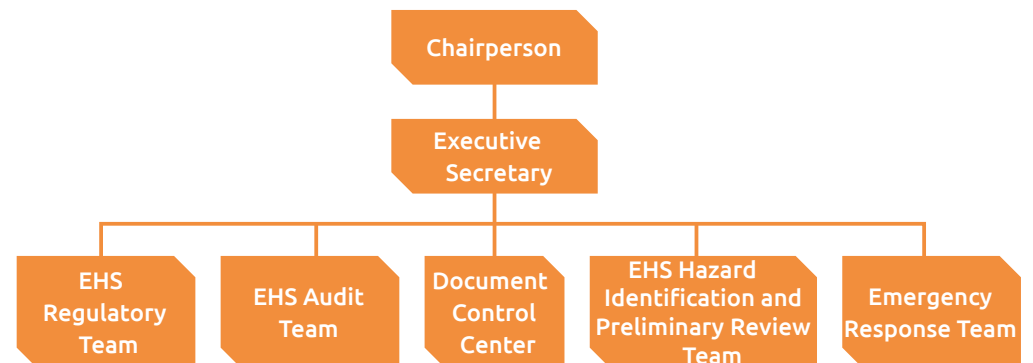 Chairperson
Executive
Secretary
EHS
Regulatory
Team
EHS Audit
Team
Document
Control
Center
EHS Hazard
Identification and
Preliminary Review
Team
Emergency
Response Team